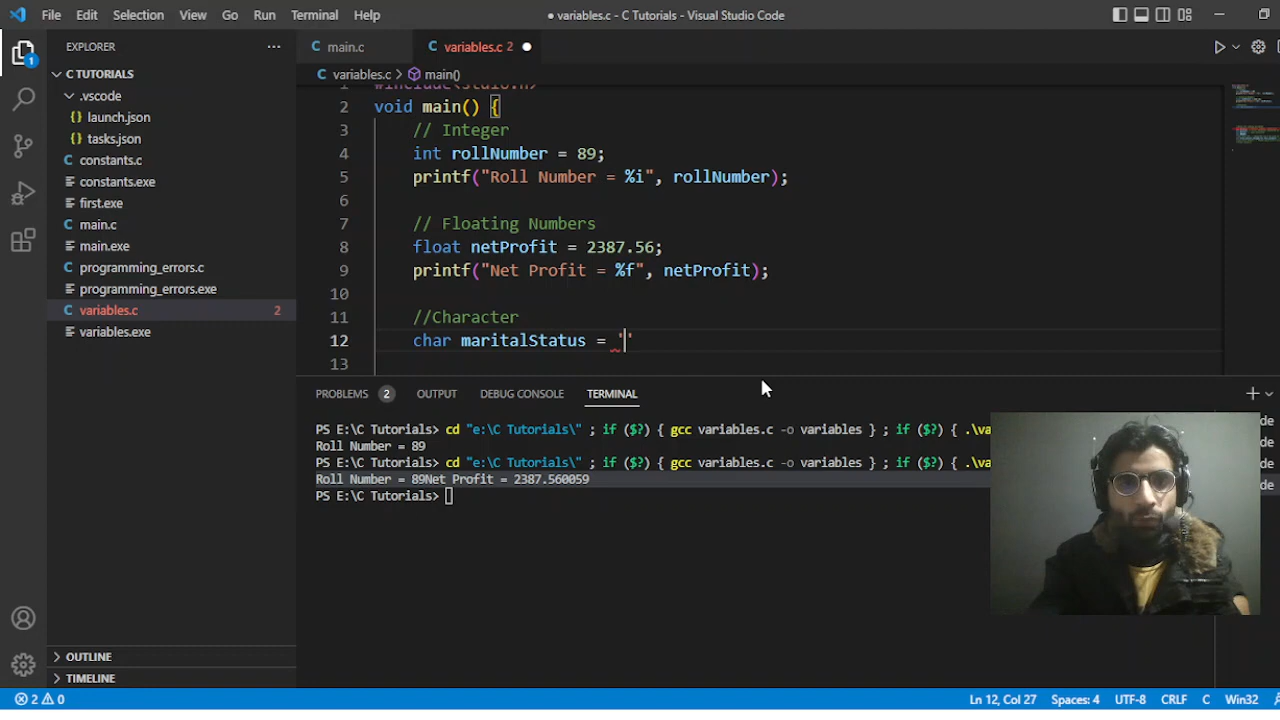 File Edit Selection View Go Run Terminal Help
● variables.c - C Tutorials - Visual Studio Code
EXPLORER
C TUTORIALS
.vscode
launch.json
tasks.json
constants.c
constants.exe
first.exe
main.c
main.exe
programming_errors.c
programming_errors.exe
variables.c 2
variables.exe
OUTLINE
TIMELINE
1
main.c
variables.c 2 ●
variables.c > main()
1 #include<stdio.h>
2 void main() {
3 // Integer
4 int rollNumber = 89;
5 printf("Roll Number = %i", rollNumber);
6
7 // Floating Numbers
8 float netProfit = 2387.56;
9 printf("Net Profit = %f", netProfit);
10
11 //Character
12 char maritalStatus = ''
13
PROBLEMS 2 OUTPUT DEBUG CONSOLE TERMINAL
PS E:\C Tutorials> cd "e:\C Tutorials\" ; if ($?) { gcc variables.c -o variables } ; if ($?) { .\va
Roll Number = 89
PS E:\C Tutorials> cd "e:\C Tutorials\" ; if ($?) { gcc variables.c -o variables } ; if ($?) { .\va
Roll Number = 89Net Profit = 2387.560059
PS E:\C Tutorials>
de
de
de
de
2 0
Ln 12, Col 27 Spaces: 4 UTF-8 CRLF C Win32